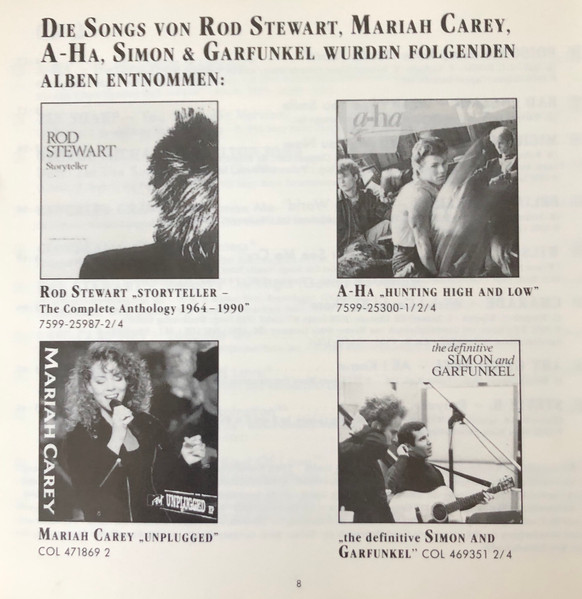 Die Songs von Rod Stewart, Mariah Carey,
A-Ha, Simon & Garfunkel wurden folgenden
Alben entnommen:
ROD
STEWART
Storyteller
a-ha
Rod Stewart „Storyteller –
The Complete Anthology 1964–1990”
7599-25987-2/4
A-Ha „Hunting high and low”
7599-25300-1/2/4
MARIAH CAREY
UNPLUGGED EP
the definitive
SIMON and
GARFUNKEL
Mariah Carey „unplugged”
COL 471869 2
„the definitive Simon and
Garfunkel” COL 469351 2/4
8